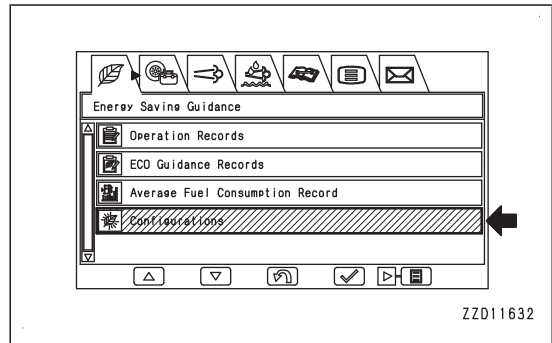 Energy Saving Guidance
Operation Records
ECO Guidance Records
Average Fuel Consumption Record
Configurations
ZZD11632